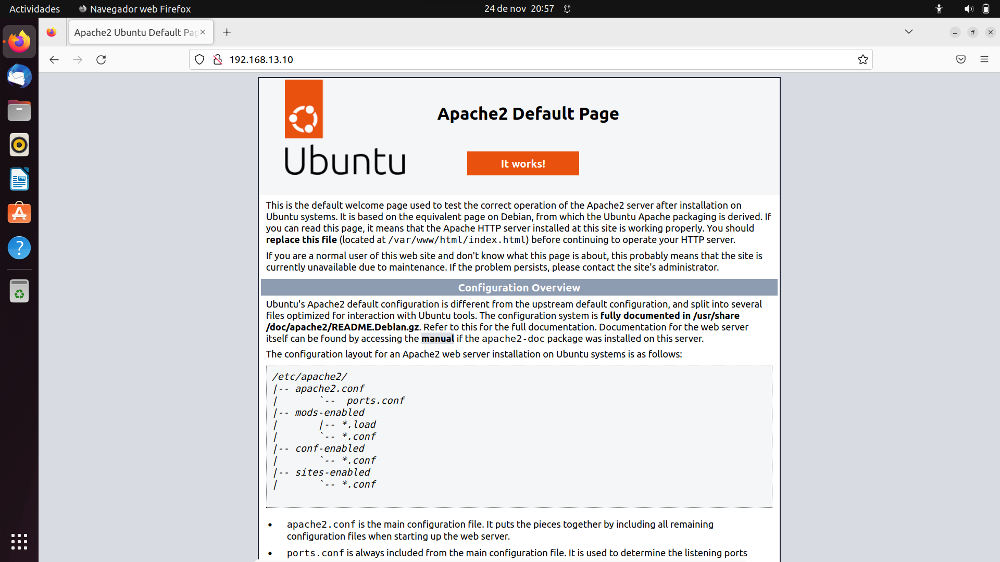 Actividades Navegador web Firefox 24 de nov 20:57
Apache2 Ubuntu Default Pag
192.168.13.10
Apache2 Default Page
Ubuntu
It works!
This is the default welcome page used to test the correct operation of the Apache2 server after installation on
Ubuntu systems. It is based on the equivalent page on Debian, from which the Ubuntu Apache packaging is derived. If
you can read this page, it means that the Apache HTTP server installed at this site is working properly. You should
replace this file (located at /var/www/html/index.html) before continuing to operate your HTTP server.
If you are a normal user of this web site and don't know what this page is about, this probably means that the site is
currently unavailable due to maintenance. If the problem persists, please contact the site's administrator.
Configuration Overview
Ubuntu's Apache2 default configuration is different from the upstream default configuration, and split into several
files optimized for interaction with Ubuntu tools. The configuration system is fully documented in /usr/share
/doc/apache2/README.Debian.gz. Refer to this for the full documentation. Documentation for the web server
itself can be found by accessing the manual if the apache2-doc package was installed on this server.
The configuration layout for an Apache2 web server installation on Ubuntu systems is as follows:
/etc/apache2/
|-- apache2.conf
|       `--  ports.conf
|-- mods-enabled
|       |-- *.load
|       `-- *.conf
|-- conf-enabled
|       `-- *.conf
|-- sites-enabled
|       `-- *.conf
• apache2.conf is the main configuration file. It puts the pieces together by including all remaining
configuration files when starting up the web server.
• ports.conf is always included from the main configuration file. It is used to determine the listening ports